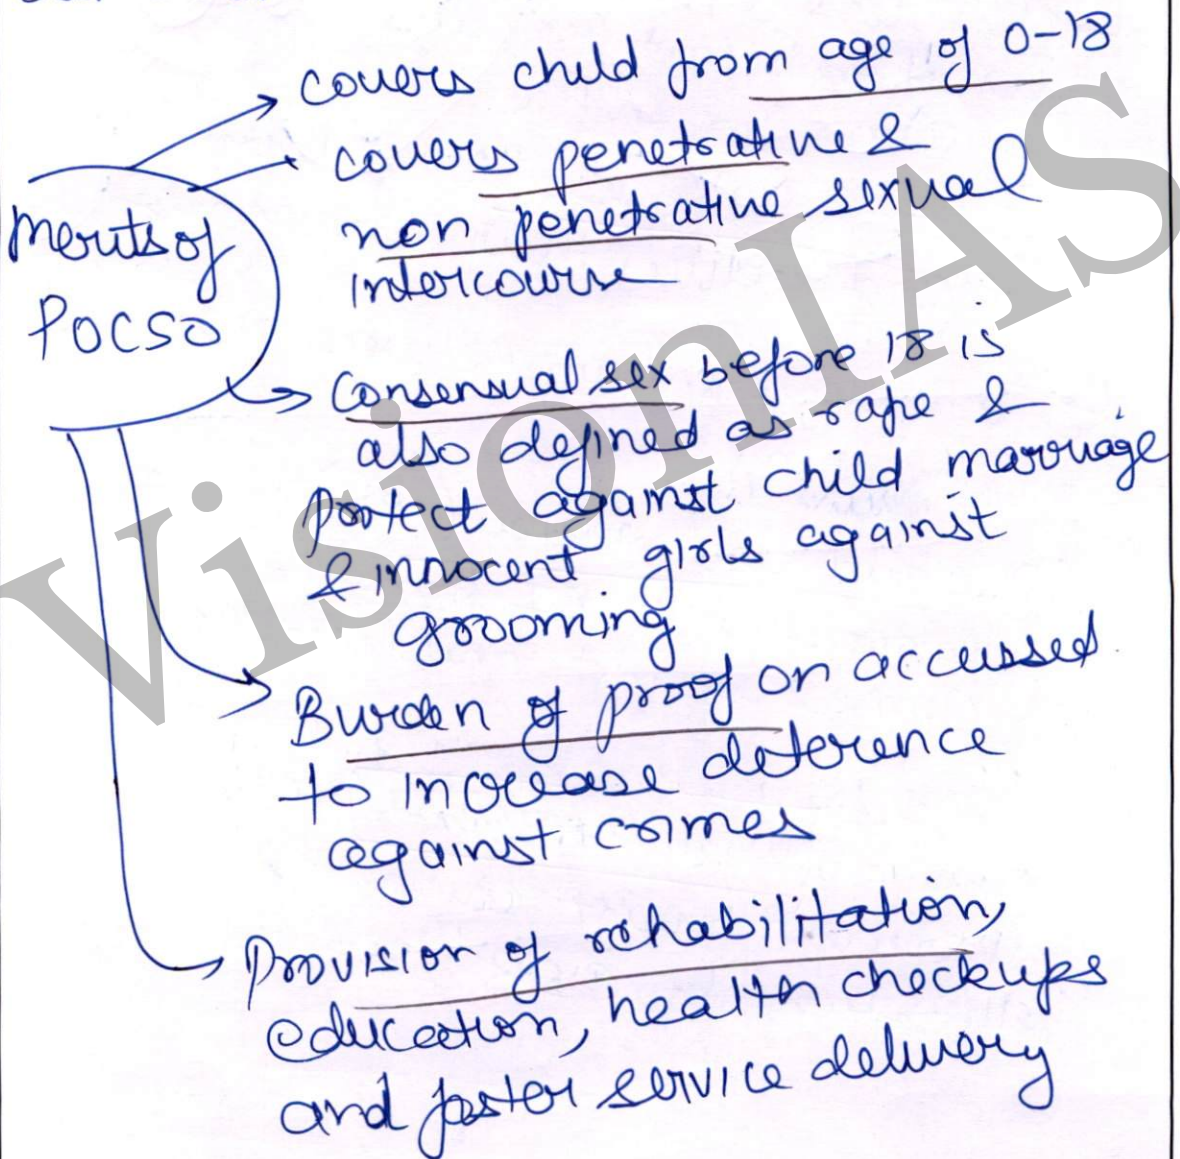 covers child from age of 0-18
covers penetrative &
non penetrative sexual
intercourse
Merits of
POCSO
Consensual sex before 18 is
also defined as rape &
protect against child marriage
& innocent girls against
grooming
Burden of proof on accussed
to increase deterence
against crimes
Provision of rehabilitation,
education, health checkups
and faster service delivery
VisionIAS